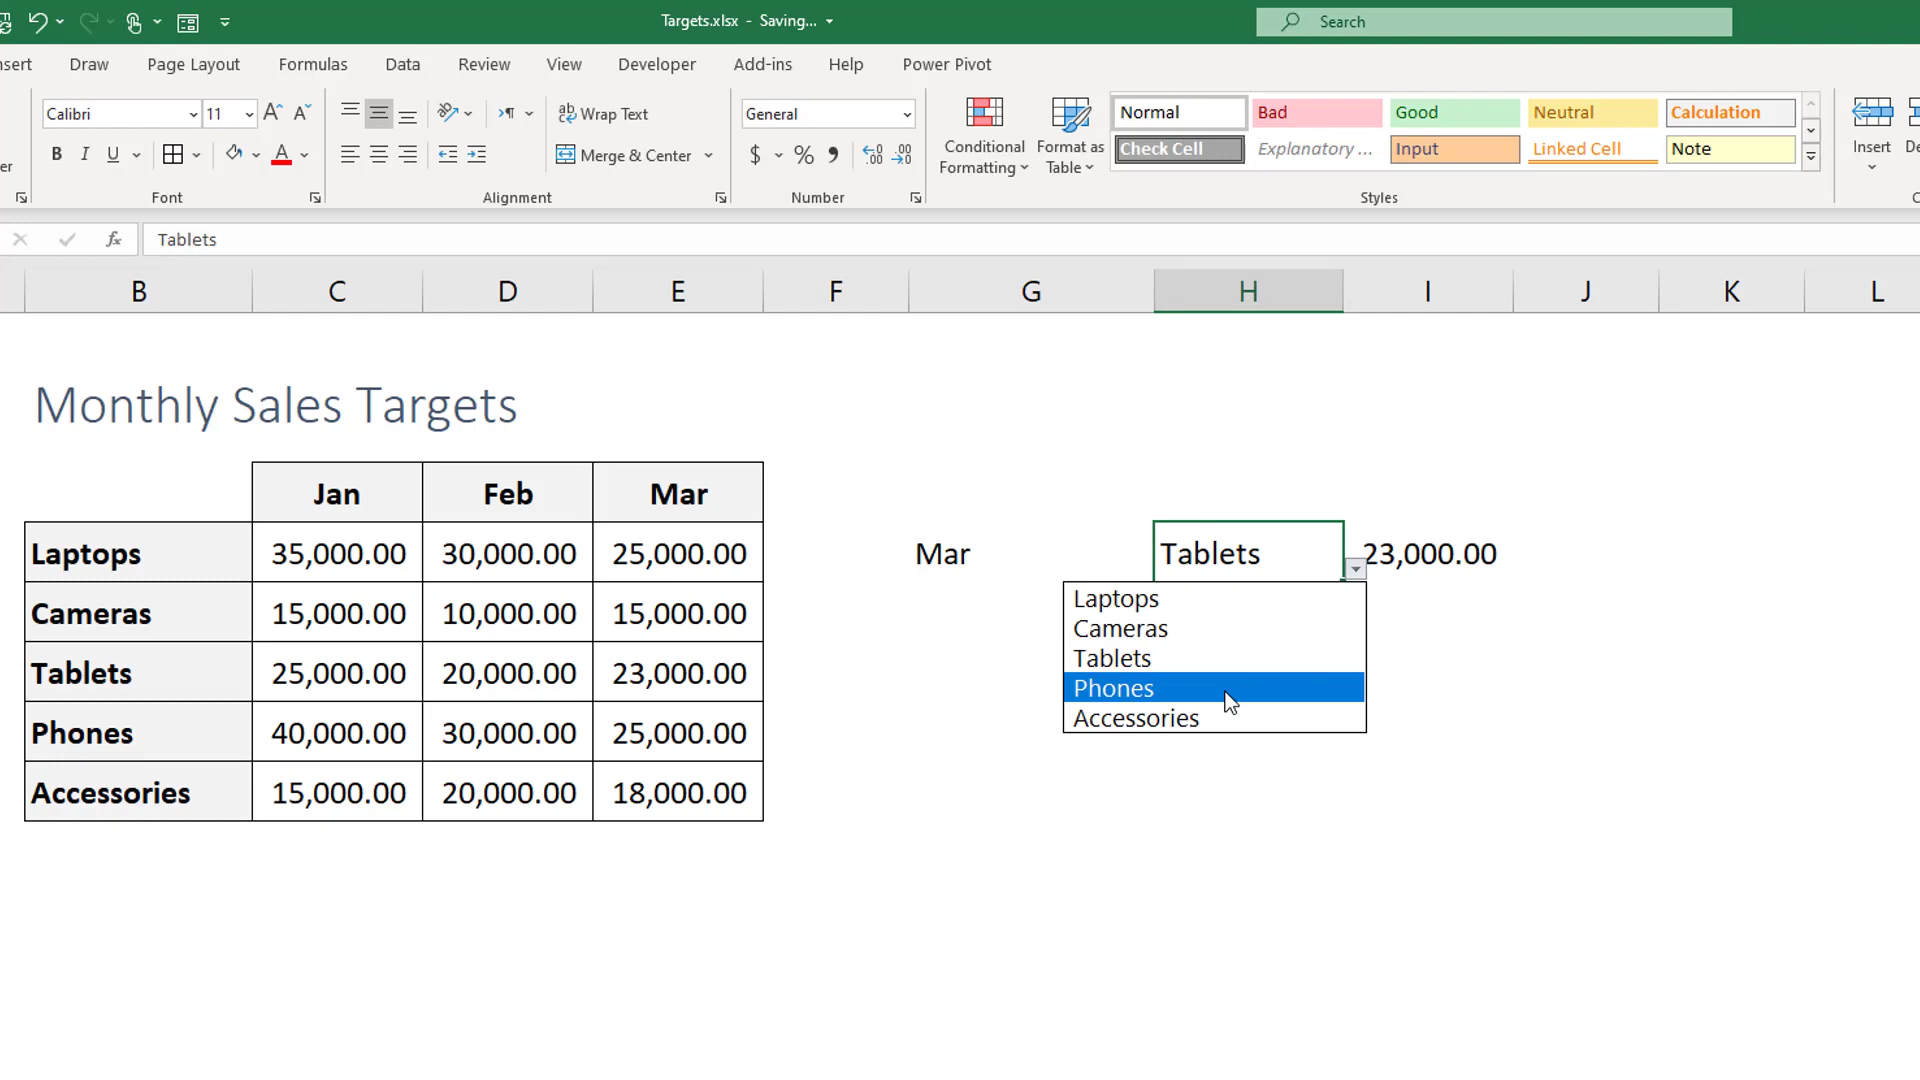 Targets.xlsx - Saving...
Search
nsert Draw Page Layout Formulas Data Review View Developer Add-ins Help Power Pivot
Calibri 11 A A ab Wrap Text General Normal Bad Good Neutral Calculation
B I U A Merge & Center $ % Conditional Formatting Format as Table Check Cell Explanatory ... Input Linked Cell Note Insert De
er Font Alignment Number Styles C
fx Tablets
B C D E F G H I J K L
Monthly Sales Targets
Jan Feb Mar
Laptops 35,000.00 30,000.00 25,000.00 Mar Tablets 23,000.00
Laptops
Cameras 15,000.00 10,000.00 15,000.00 Cameras
Tablets 25,000.00 20,000.00 23,000.00 Tablets
Phones
Phones 40,000.00 30,000.00 25,000.00 Accessories
Accessories 15,000.00 20,000.00 18,000.00